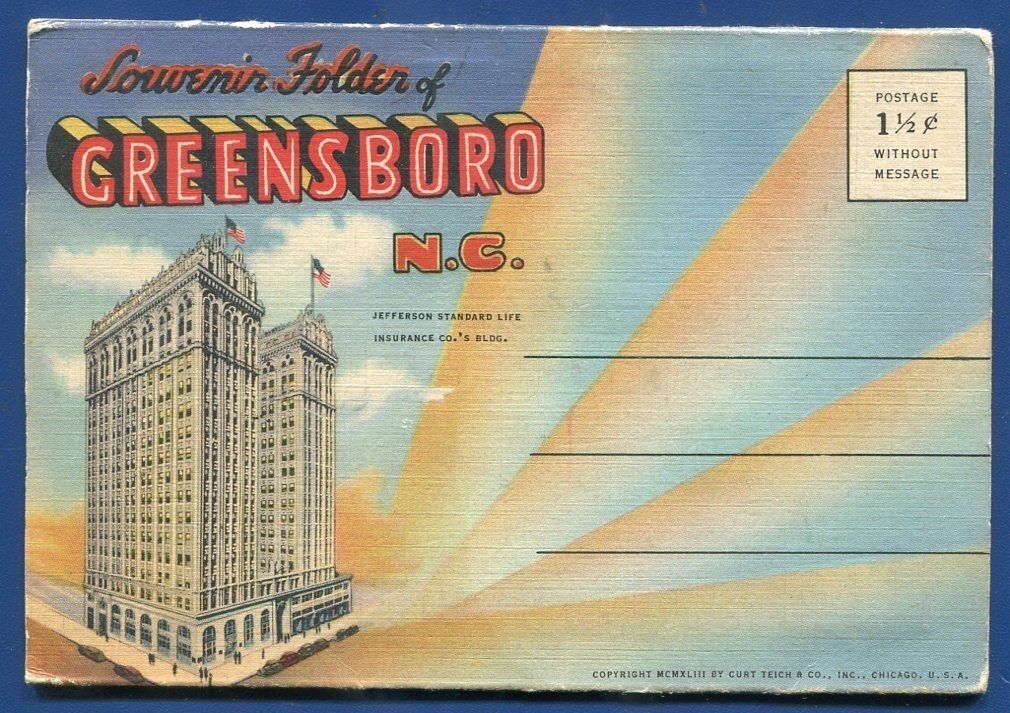 Souvenir Folder of
GREENSBORO
N.C.
JEFFERSON STANDARD LIFE
INSURANCE CO.'S BLDG.
POSTAGE
1½¢
WITHOUT
MESSAGE
COPYRIGHT MCMXLIII BY CURT TEICH & CO., INC., CHICAGO, U.S.A.